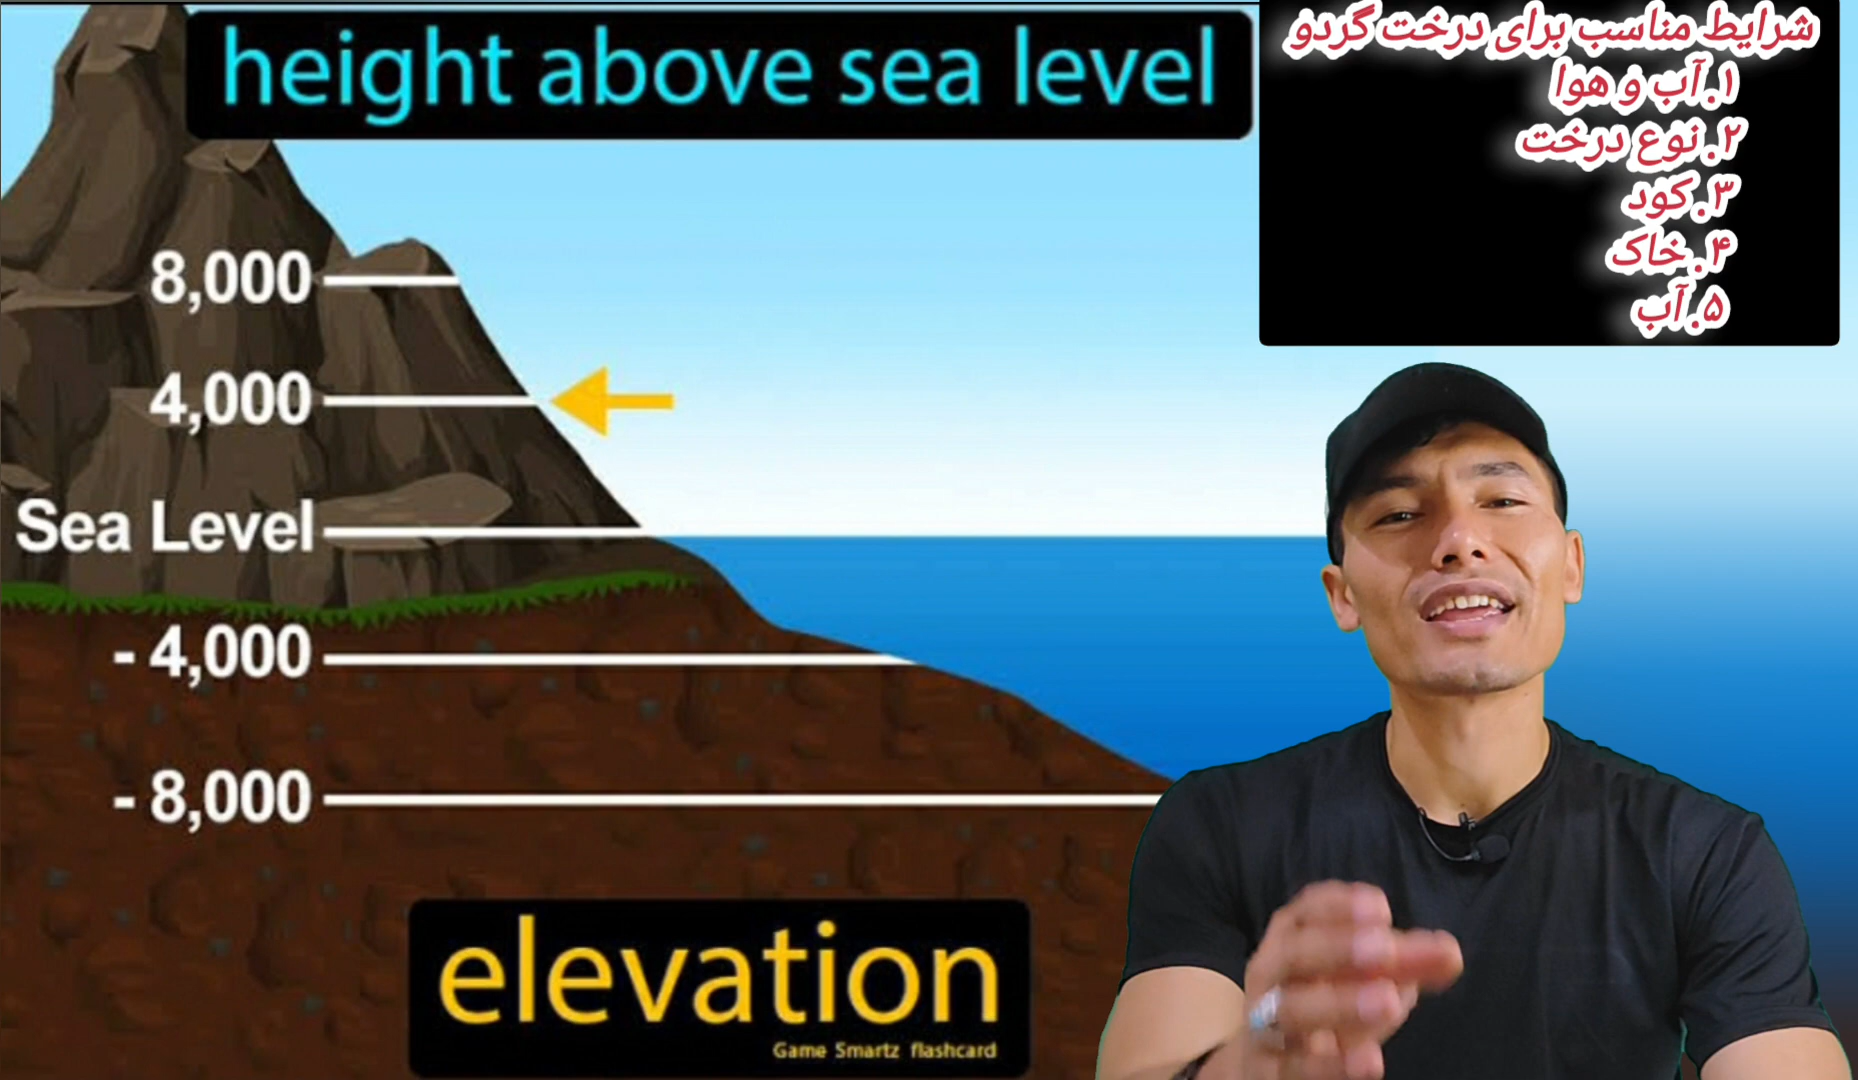 height above sea level
8,000
4,000
Sea Level
- 4,000
- 8,000
elevation
Game Smartz flashcard
شرایط مناسب برای درخت گردو
۱.آب و هوا
۲.نوع درخت
۳.کود
۴.خاک
۵.آب